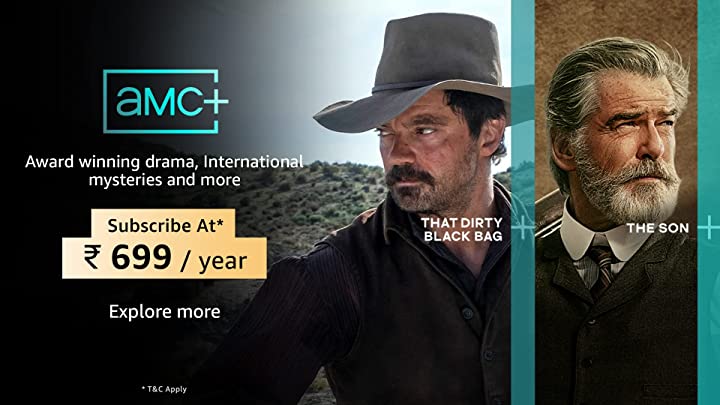 aMC+
Award winning drama, International
mysteries and more
Subscribe At*
₹ 699 / year
Explore more
* T&C Apply
THAT DIRTY
BLACK BAG
THE SON